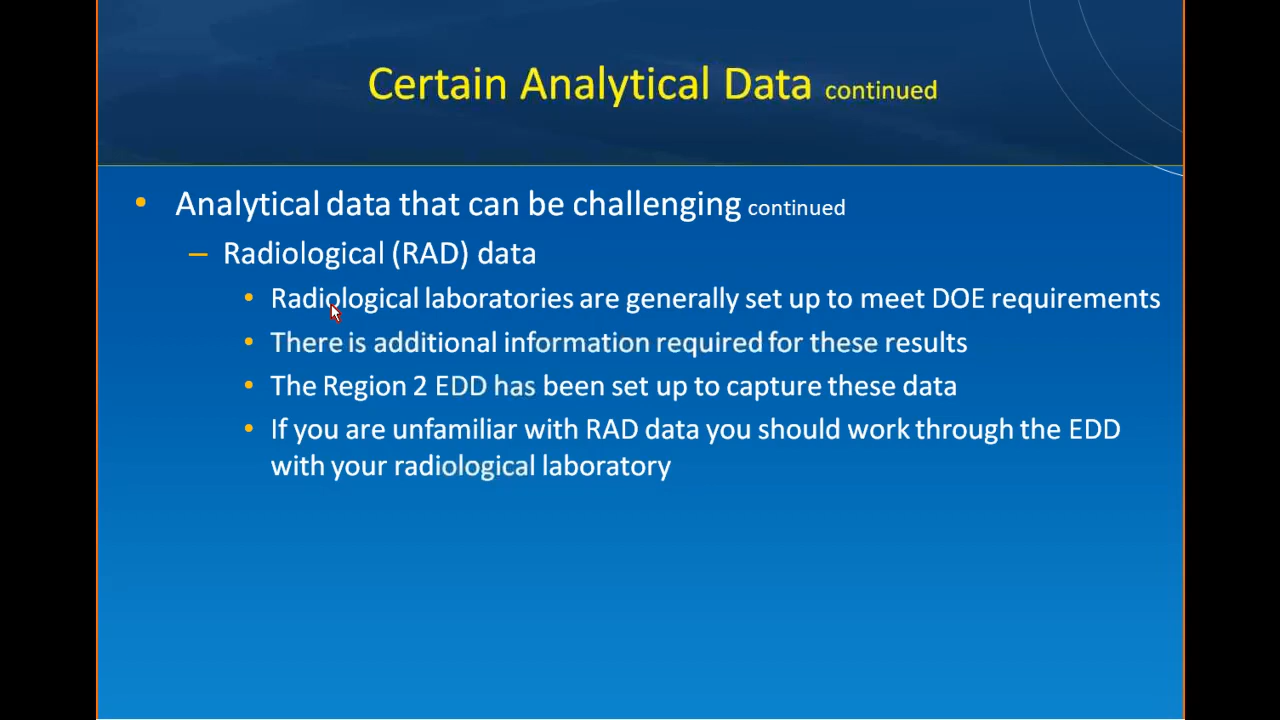 Certain Analytical Data continued
• Analytical data that can be challenging continued
– Radiological (RAD) data
• Radiological laboratories are generally set up to meet DOE requirements
• There is additional information required for these results
• The Region 2 EDD has been set up to capture these data
• If you are unfamiliar with RAD data you should work through the EDD
with your radiological laboratory